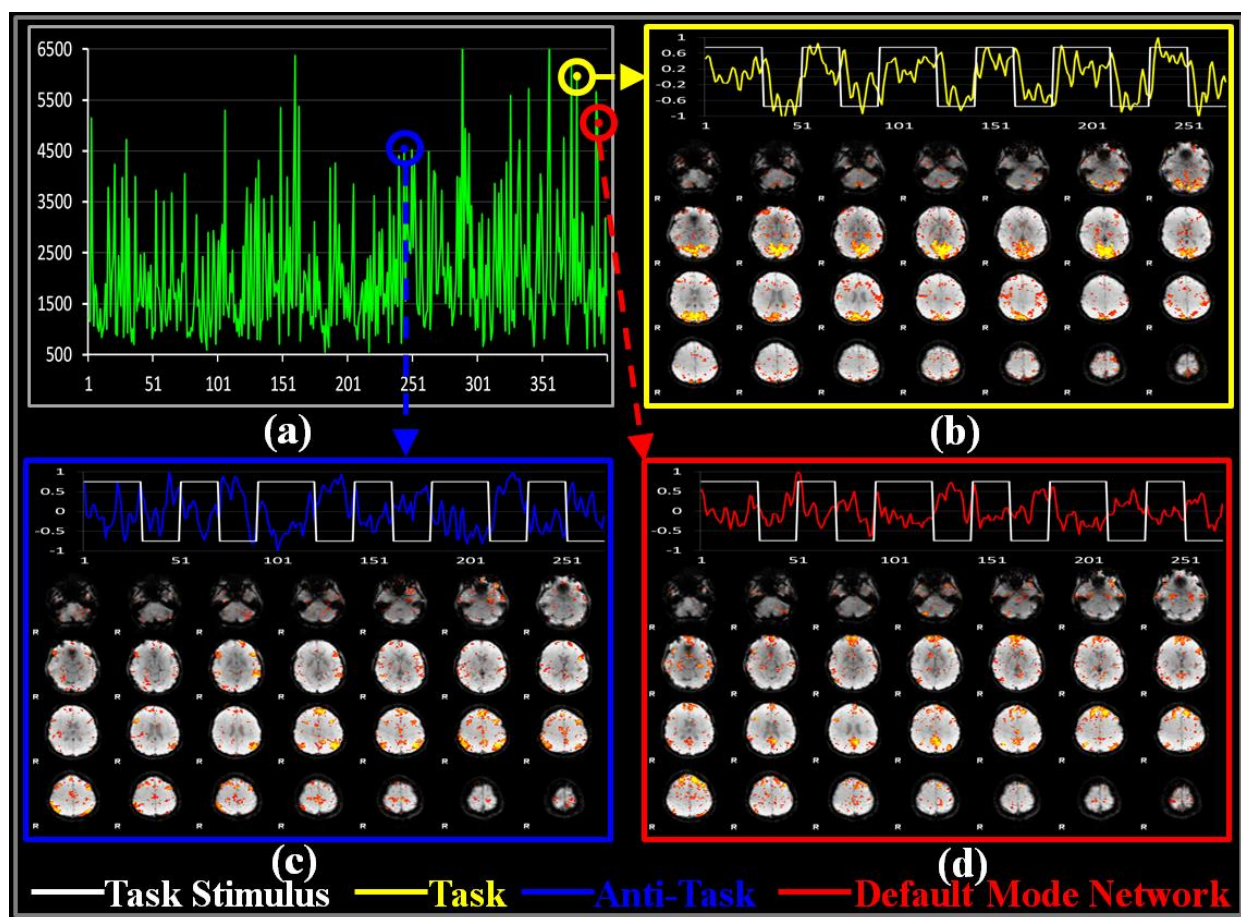 6500
5500
4500
3500
2500
1500
500
1 51 101 151 201 251 301 351
(a)
1
0.6
0.2
-0.2
-0.6
-1
1 51 101 151 201 251
R R R R R R R
R R R R R R R
R R R R R R R
R R R R R R R
(b)
1
0.5
0
-0.5
-1
1 51 101 151 201 251
R R R R R R R
R R R R R R R
R R R R R R R
R R R R R R R
(c)
1
0.5
0
-0.5
-1
1 51 101 151 201 251
R R R R R R R
R R R R R R R
R R R R R R R
R R R R R R R
(d)
Task Stimulus Task Anti-Task Default Mode Network